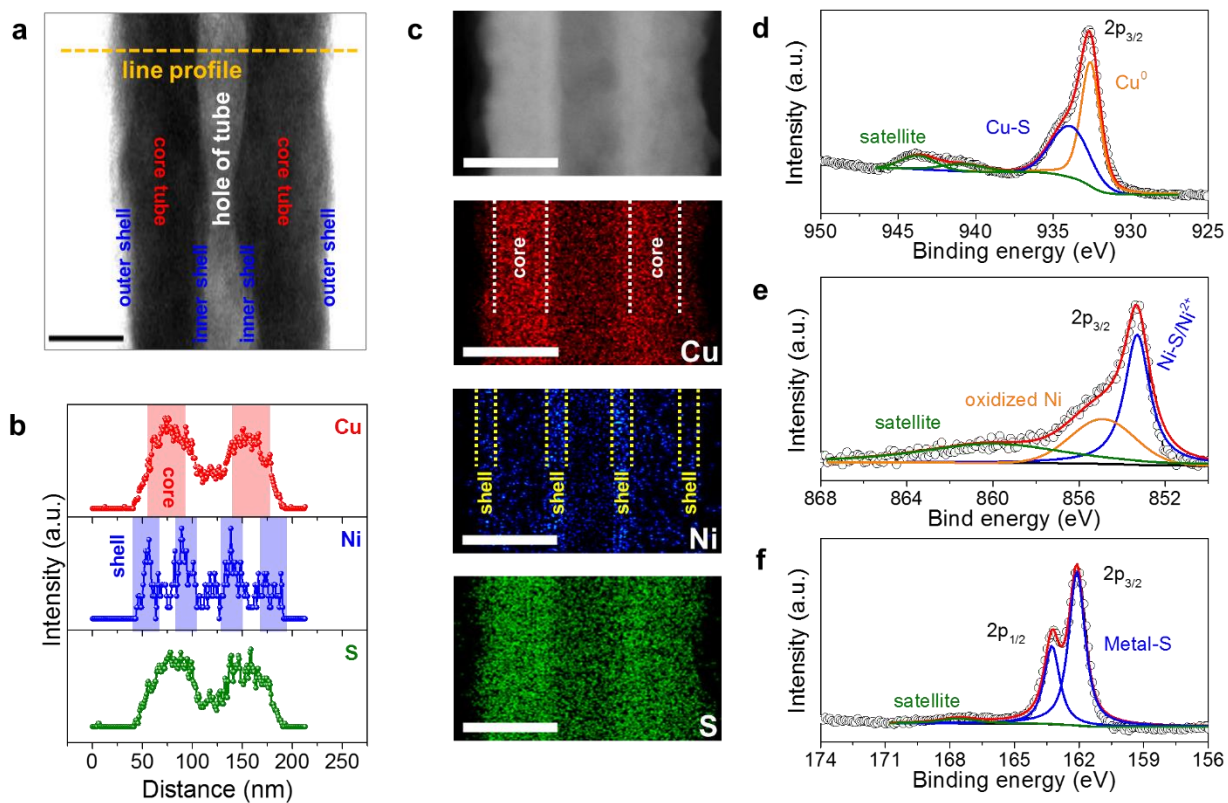 a
line profile
core tube
hole of tube
core tube
outer shell
inner shell
inner shell
outer shell
b
Cu
core
Ni
shell
S
Intensity (a.u.)
0 50 100 150 200 250
Distance (nm)
c
core
core
Cu
shell
shell
shell
shell
Ni
S
d
2p3/2
Cu0
Cu-S
satellite
Intensity (a.u.)
950 945 940 935 930 925
Binding energy (eV)
e
2p3/2
Ni-S/Ni2+
oxidized Ni
satellite
Intensity (a.u.)
868 864 860 856 852
Bind energy (eV)
f
2p3/2
2p1/2
Metal-S
satellite
Intensity (a.u.)
174 171 168 165 162 159 156
Binding energy (eV)